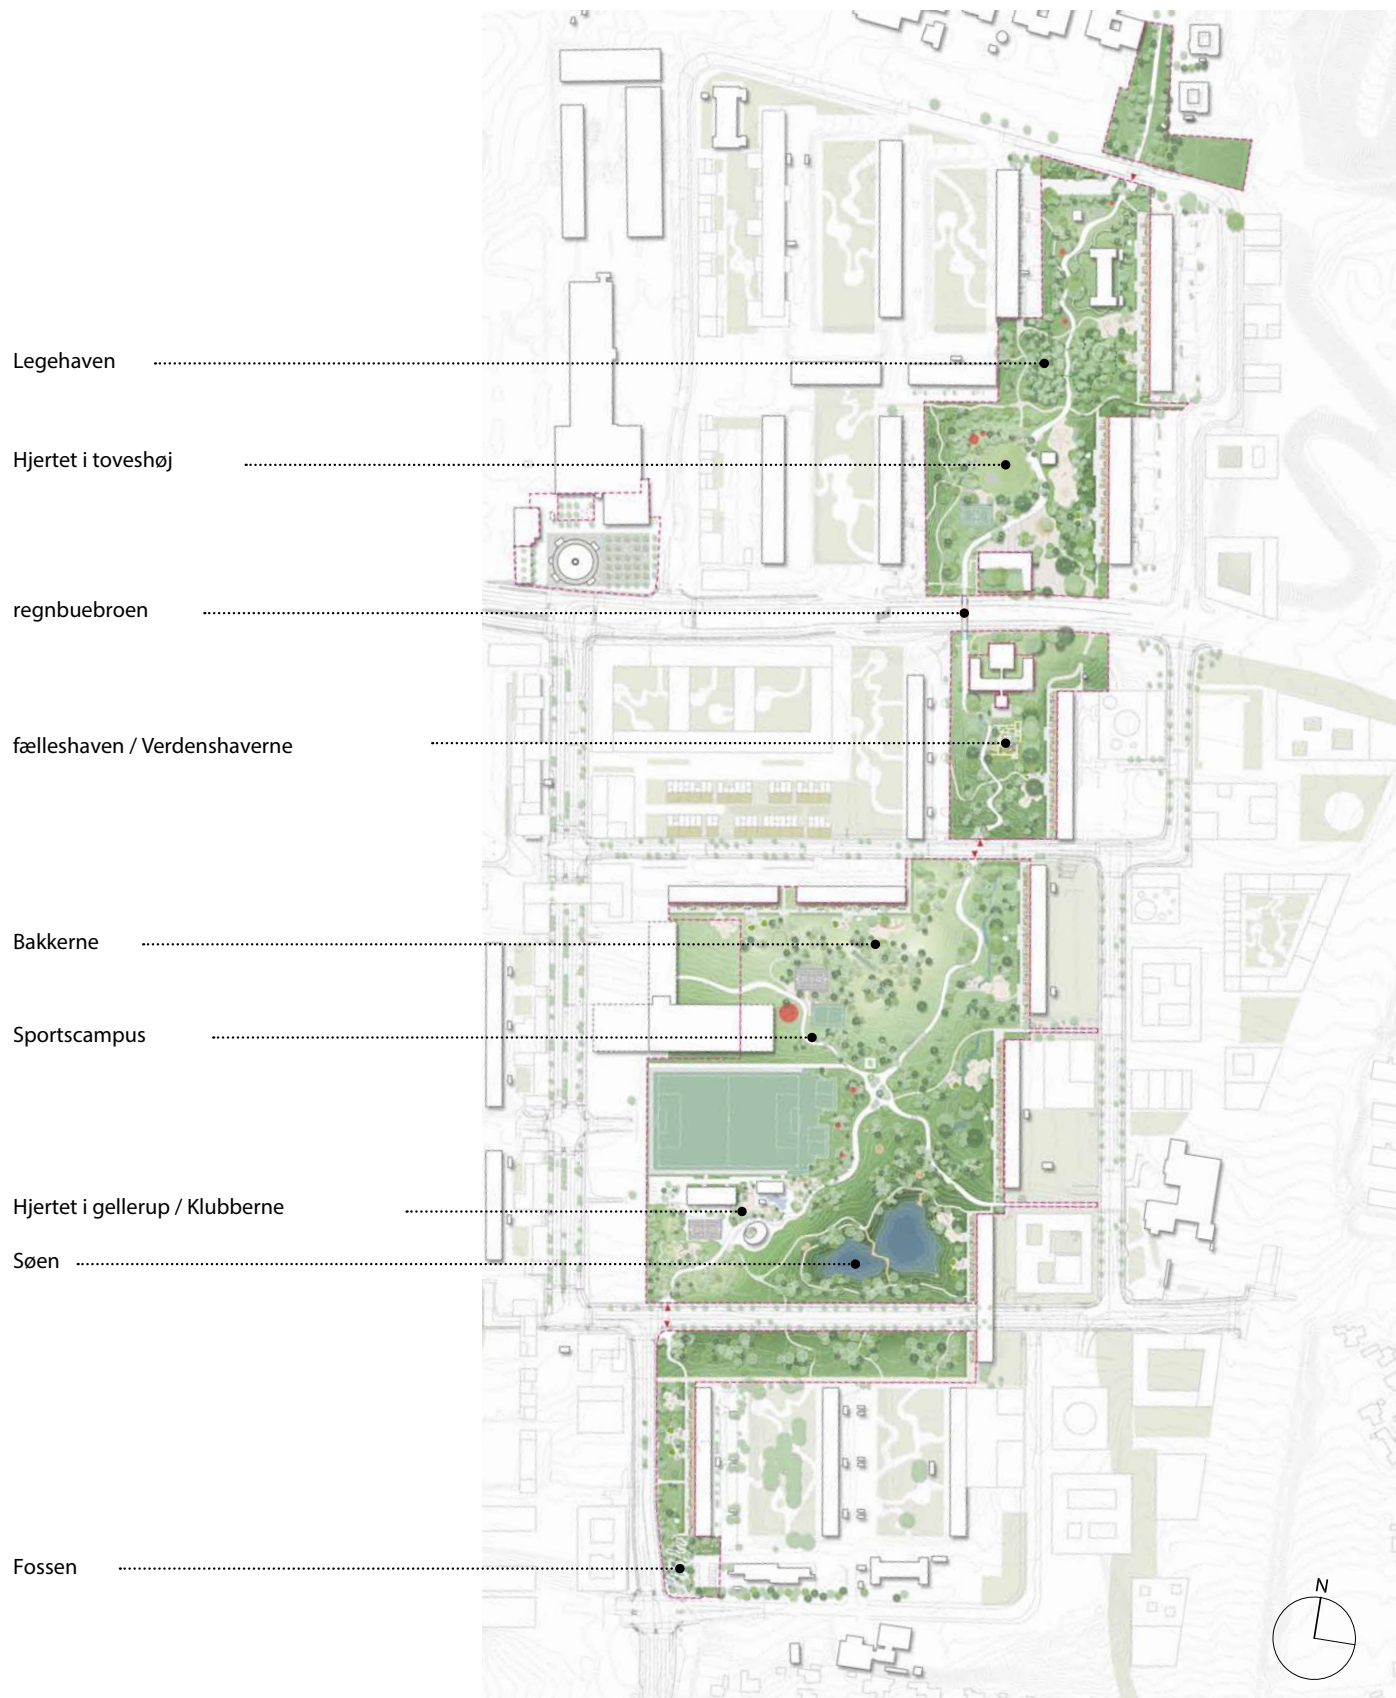 Legehaven
Hjertet i toveshøj
regnbuebroen
fælleshaven / Verdenshaverne
Bakkerne
Sportscampus
Hjertet i gellerup / Klubberne
Søen
Fossen
N